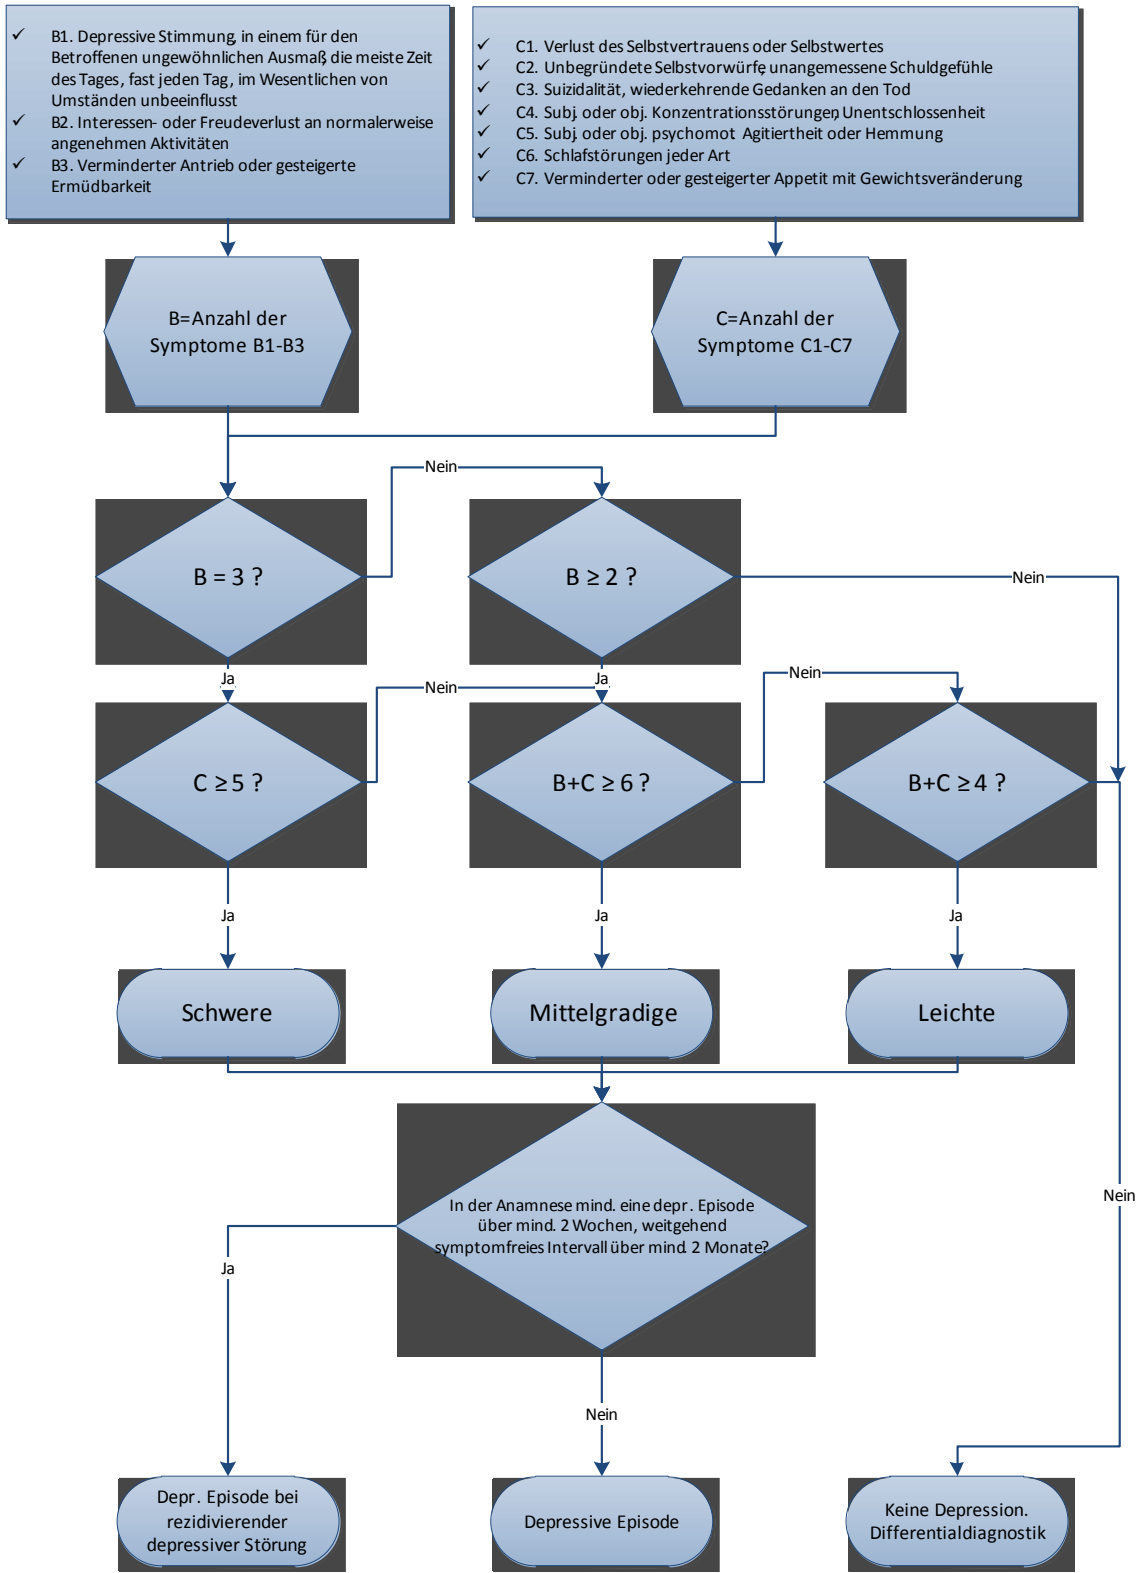 B1. Depressive Stimmung, in einem für den
Betroffenen ungewöhnlichen Ausmaß, die meiste Zeit
des Tages, fast jeden Tag, im Wesentlichen von
Umständen unbeeinflusst
B2. Interessen- oder Freudeverlust an normalerweise
angenehmen Aktivitäten
B3. Verminderter Antrieb oder gesteigerte
Ermüdbarkeit
C1. Verlust des Selbstvertrauens oder Selbstwertes
C2. Unbegründete Selbstvorwürfe, unangemessene Schuldgefühle
C3. Suizidalität, wiederkehrende Gedanken an den Tod
C4. Subj. oder obj. Konzentrationsstörungen, Unentschlossenheit
C5. Subj. oder obj. psychomot Agitiertheit oder Hemmung
C6. Schlafstörungen jeder Art
C7. Verminderter oder gesteigerter Appetit mit Gewichtsveränderung
B=Anzahl der
Symptome B1-B3
C=Anzahl der
Symptome C1-C7
Nein
B = 3 ?
B ≥ 2 ?
Nein
Ja
Nein
Ja
Nein
C ≥ 5 ?
B+C ≥ 6 ?
B+C ≥ 4 ?
Ja
Ja
Ja
Schwere
Mittelgradige
Leichte
In der Anamnese mind. eine depr. Episode
über mind. 2 Wochen, weitgehend
symptomfreies Intervall über mind. 2 Monate?
Nein
Ja
Nein
Depr. Episode bei
rezidivierender
depressiver Störung
Depressive Episode
Keine Depression.
Differentialdiagnostik